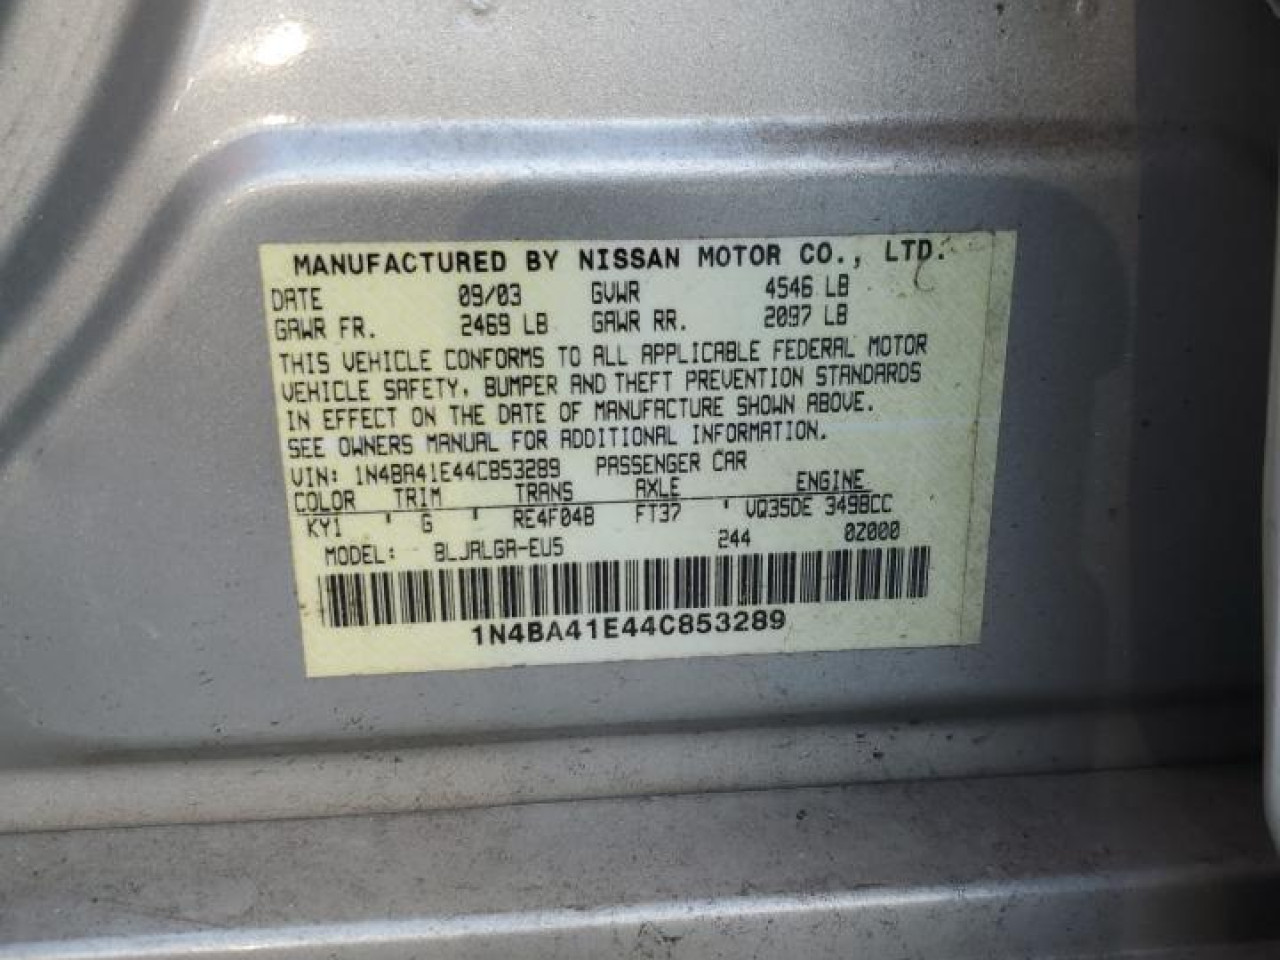 MANUFACTURED BY NISSAN MOTOR CO., LTD.
DATE 09/03 GVWR 4546 LB
GAWR FR. 2469 LB GAWR RR. 2097 LB
THIS VEHICLE CONFORMS TO ALL APPLICABLE FEDERAL MOTOR
VEHICLE SAFETY, BUMPER AND THEFT PREVENTION STANDARDS
IN EFFECT ON THE DATE OF MANUFACTURE SHOWN ABOVE.
SEE OWNERS MANUAL FOR ADDITIONAL INFORMATION.
VIN: 1N4BA41E44C853289 PASSENGER CAR
COLOR TRIM TRANS AXLE ENGINE
KY1 ' G ' RE4F04B FT37 ' VQ35DE 3498CC
MODEL: BLJALGA-EU5 244 0Z000
1N4BA41E44C853289